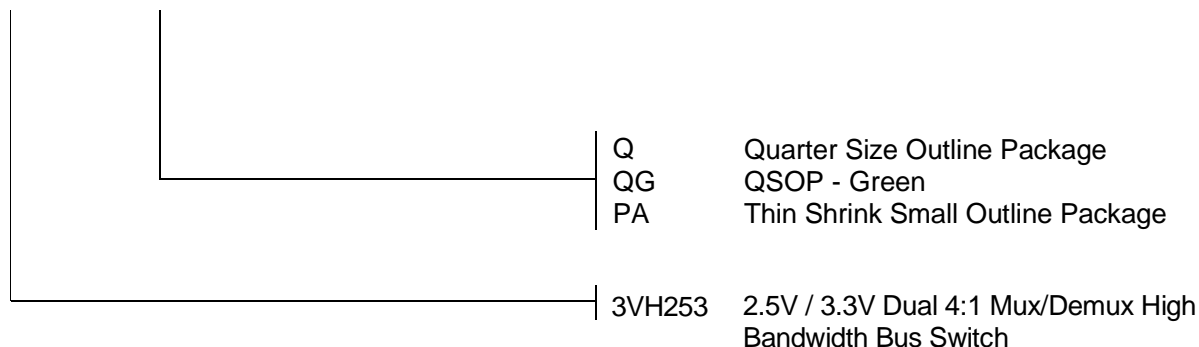 Q Quarter Size Outline Package
QG QSOP - Green
PA Thin Shrink Small Outline Package
3VH253 2.5V / 3.3V Dual 4:1 Mux/Demux High
Bandwidth Bus Switch